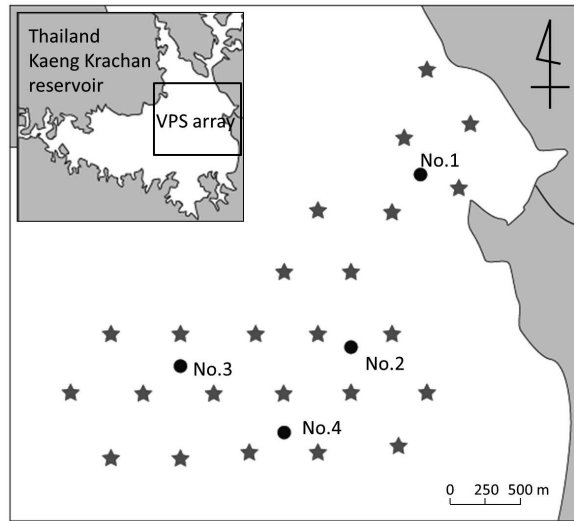 Thailand
Kaeng Krachan
reservoir
VPS array
No.1
No.2
No.3
No.4
0 250 500 m